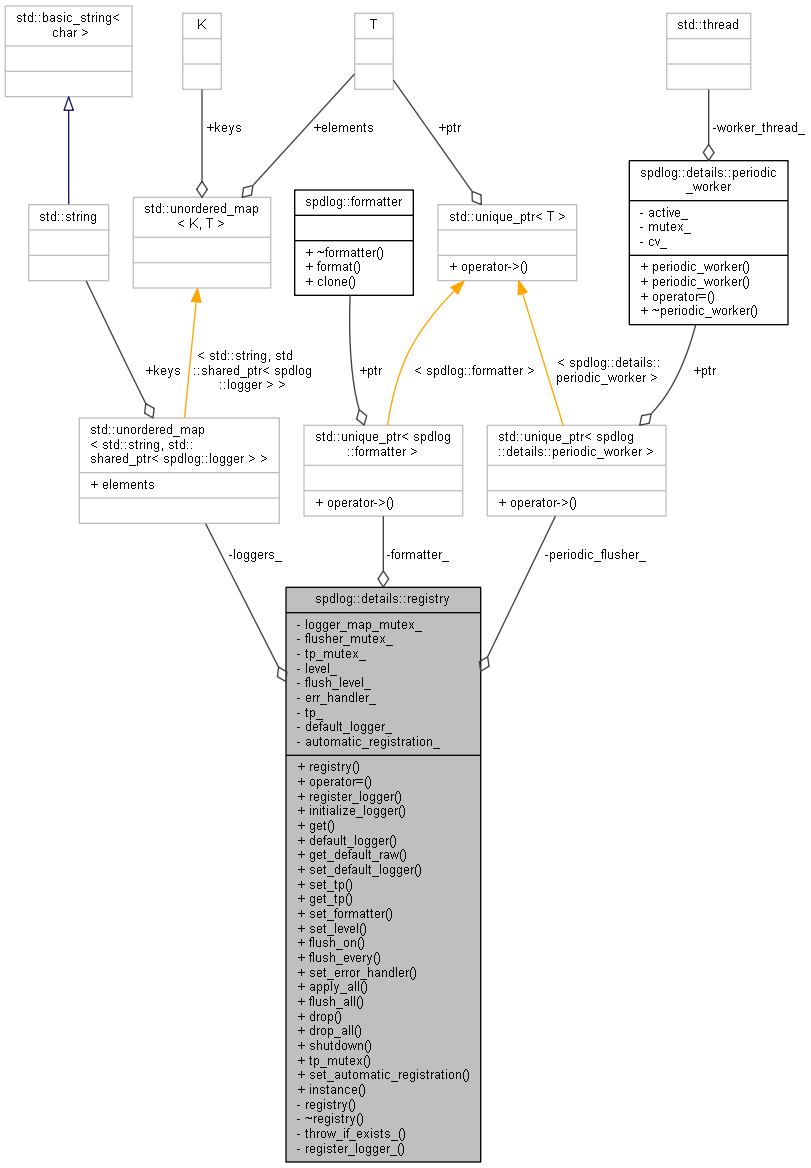 std::basic_string<
char >
K
T
std::thread
+keys
+elements
+ptr
-worker_thread_
std::string
std::unordered_map
< K, T >
spdlog::formatter
+ ~formatter()
+ format()
+ clone()
std::unique_ptr< T >
+ operator->()
spdlog::details::periodic
_worker
- active_
- mutex_
- cv_
+ periodic_worker()
+ periodic_worker()
+ operator=()
+ ~periodic_worker()
+keys
< std::string, std
::shared_ptr< spdlog
::logger > >
+ptr
< spdlog::formatter >
< spdlog::details::
periodic_worker >
+ptr
std::unordered_map
< std::string, std::
shared_ptr< spdlog::logger > >
+ elements
std::unique_ptr< spdlog
::formatter >
+ operator->()
std::unique_ptr< spdlog
::details::periodic_worker >
+ operator->()
-loggers_
-formatter_
-periodic_flusher_
spdlog::details::registry
- logger_map_mutex_
- flusher_mutex_
- tp_mutex_
- level_
- flush_level_
- err_handler_
- tp_
- default_logger_
- automatic_registration_
+ registry()
+ operator=()
+ register_logger()
+ initialize_logger()
+ get()
+ default_logger()
+ get_default_raw()
+ set_default_logger()
+ set_tp()
+ get_tp()
+ set_formatter()
+ set_level()
+ flush_on()
+ flush_every()
+ set_error_handler()
+ apply_all()
+ flush_all()
+ drop()
+ drop_all()
+ shutdown()
+ tp_mutex()
+ set_automatic_registration()
+ instance()
- registry()
- ~registry()
- throw_if_exists_()
- register_logger_()